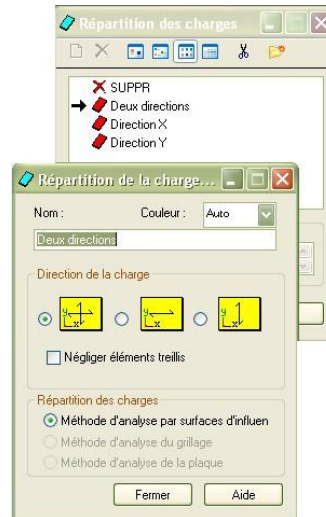 Répartition des charges
SUPPR
Deux directions
Direction X
Direction Y
Répartition de la charge...
Nom :
Couleur :
Auto
Deux directions
Direction de la charge
y x
y x
y x
Négliger éléments treillis
Répartition des charges
Méthode d'analyse par surfaces d'influen
Méthode d'analyse du grillage
Méthode d'analyse de la plaque
Fermer
Aide